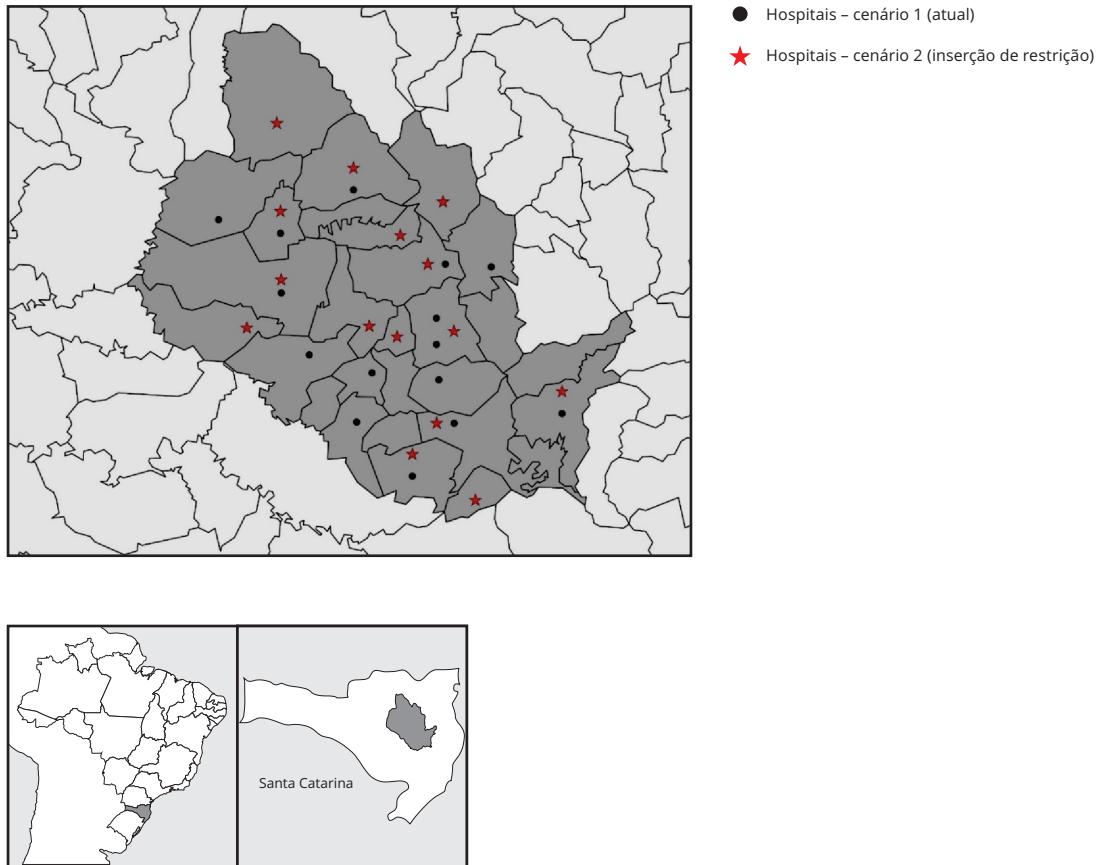 Hospitais – cenário 1 (atual)
Hospitais – cenário 2 (inserção de restrição)
Santa Catarina